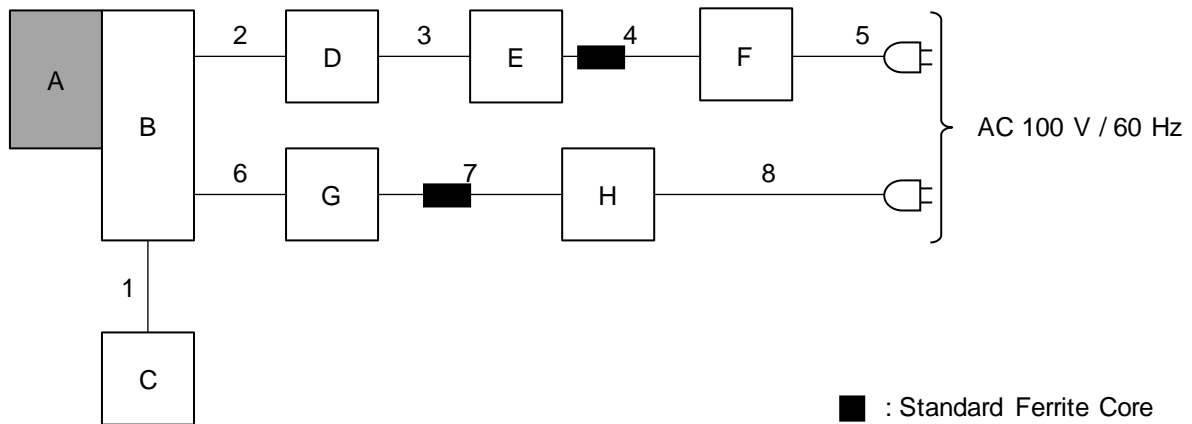 2 3 4 5
A B D E F
AC 100 V / 60 Hz
6 7 8
G H
1
C
: Standard Ferrite Core